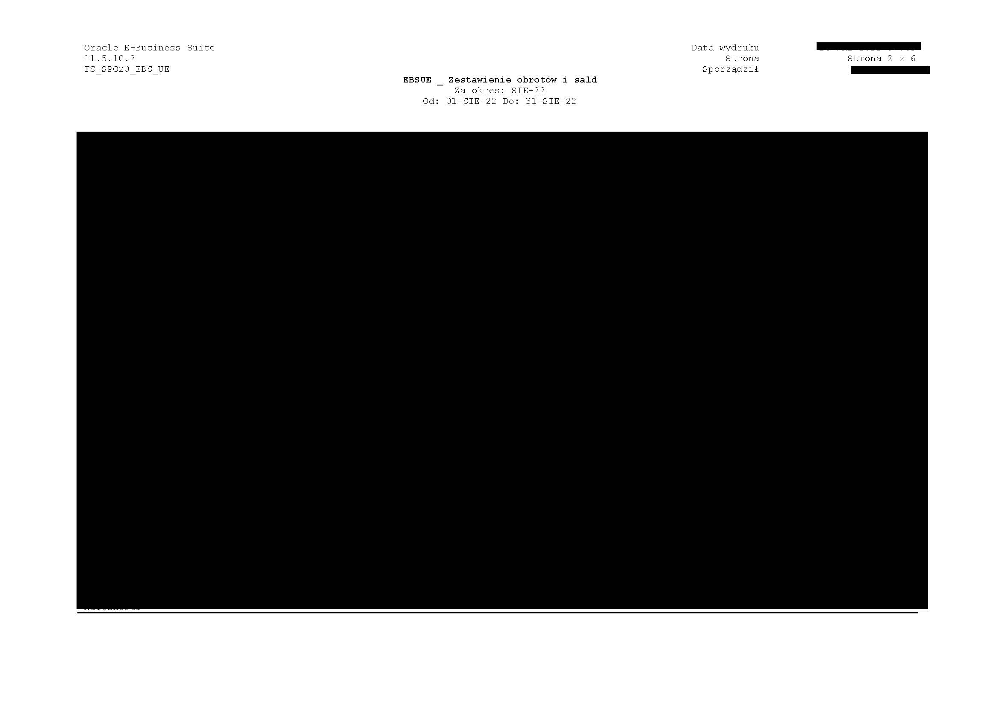 Oracle E-Business Suite
11.5.10.2
FS_SPO20_EBS_UE
Data wydruku
Strona Strona 2 z 6
Sporządził
EBSUE _ Zestawienie obrotów i sald
Za okres: SIE-22
Od: 01-SIE-22 Do: 31-SIE-22